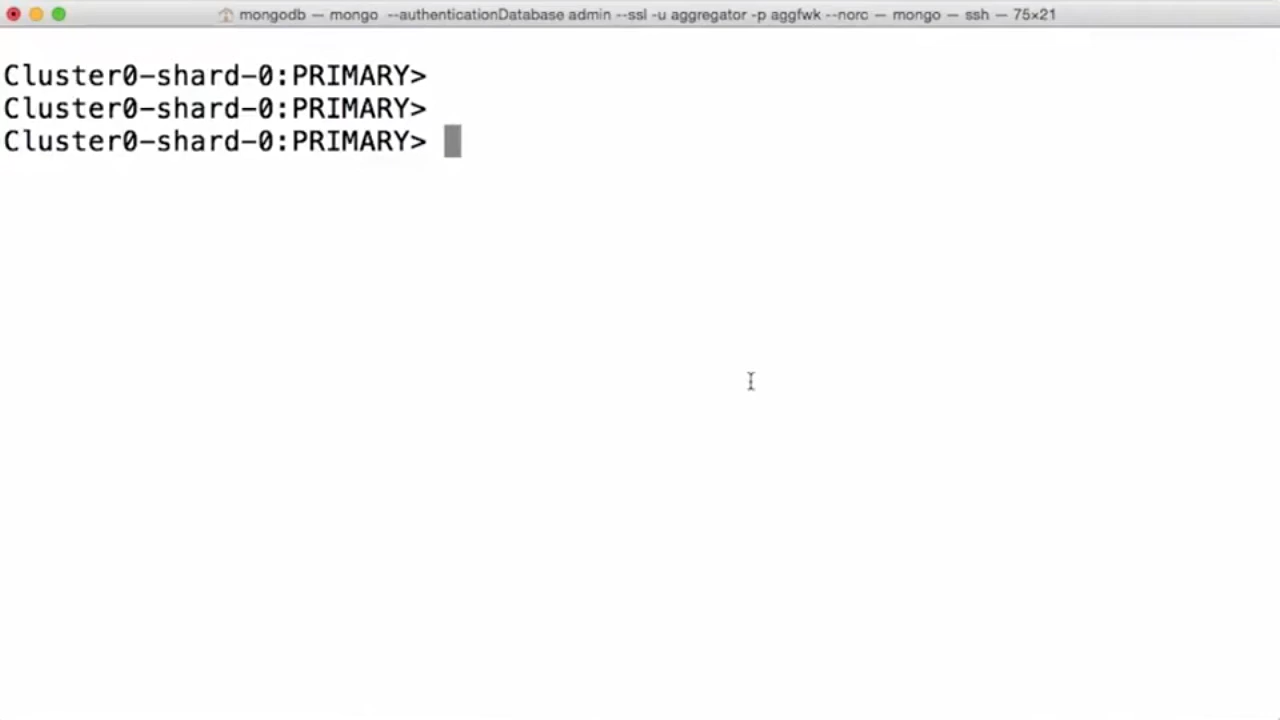 mongodb — mongo --authenticationDatabase admin --ssl -u aggregator -p aggfwk --norc — mongo — ssh — 75×21
Cluster0-shard-0:PRIMARY>
Cluster0-shard-0:PRIMARY>
Cluster0-shard-0:PRIMARY>